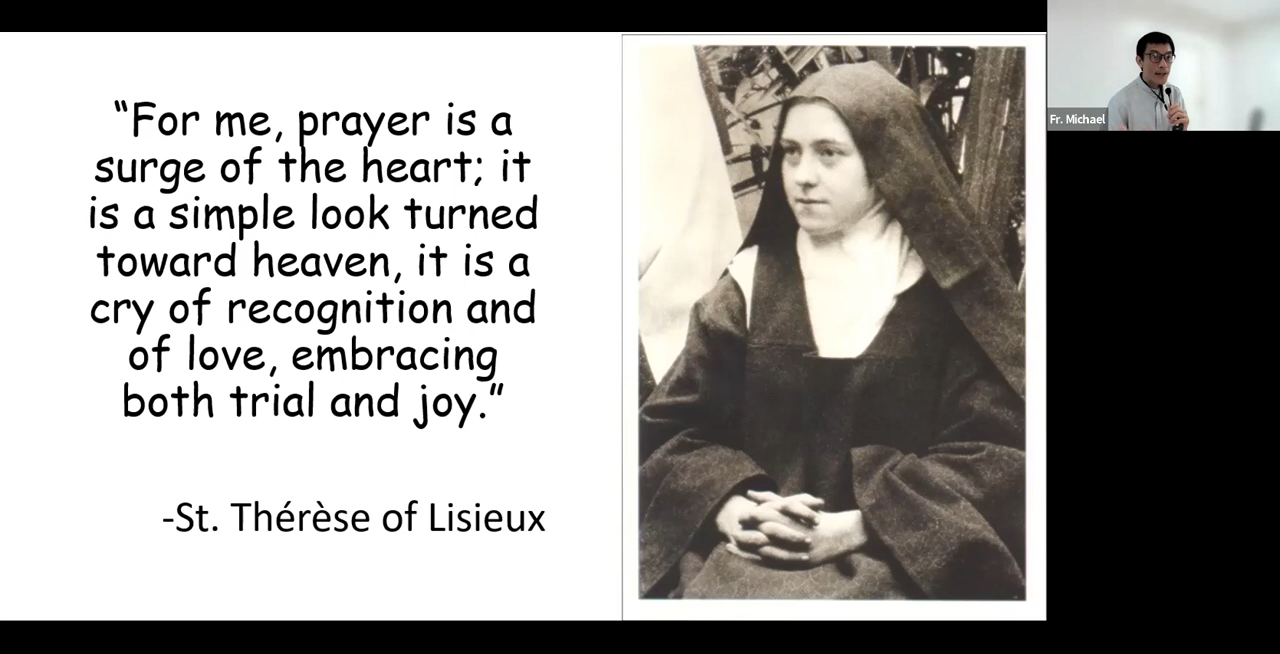 “For me, prayer is a
surge of the heart; it
is a simple look turned
toward heaven, it is a
cry of recognition and
of love, embracing
both trial and joy.”
-St. Thérèse of Lisieux
Fr. Michael